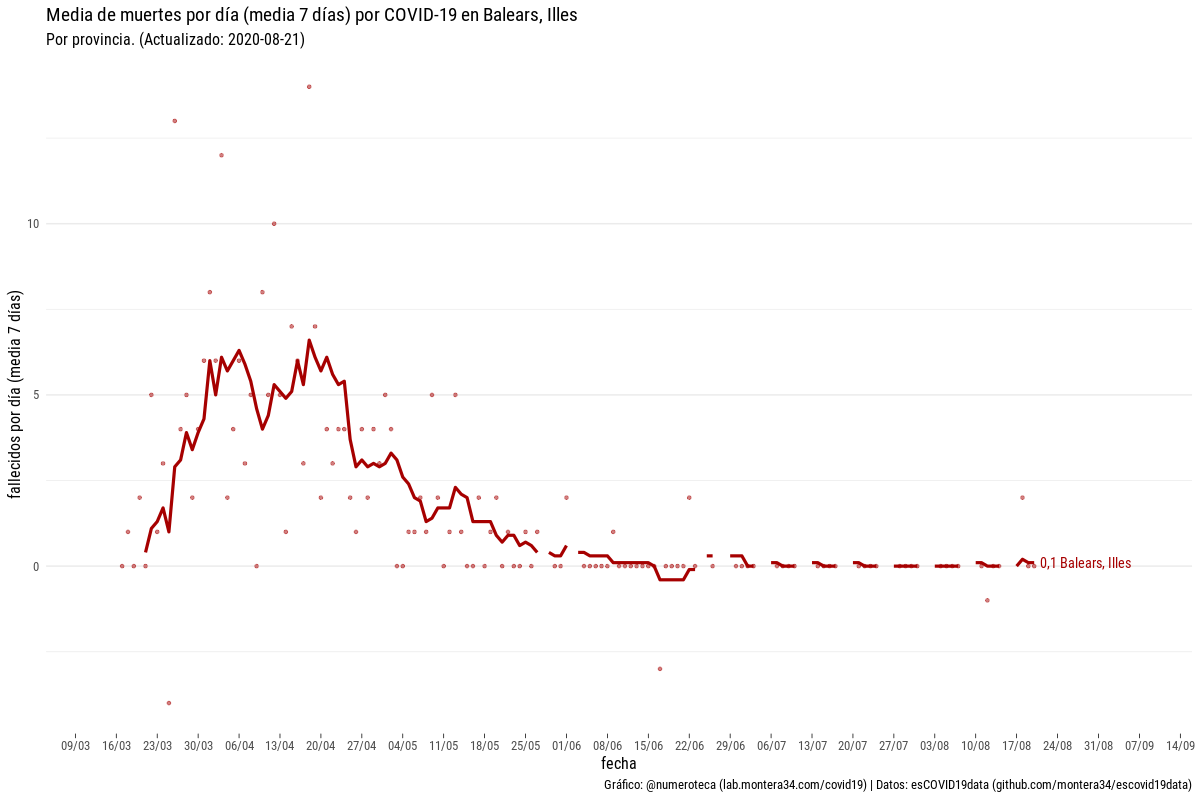 Media de muertes por día (media 7 días) por COVID-19 en Balears, Illes
Por provincia. (Actualizado: 2020-08-21)
fallecidos por día (media 7 días)
10
5
0
0,1 Balears, Illes
09/03 16/03 23/03 30/03 06/04 13/04 20/04 27/04 04/05 11/05 18/05 25/05 01/06 08/06 15/06 22/06 29/06 06/07 13/07 20/07 27/07 03/08 10/08 17/08 24/08 31/08 07/09 14/09
fecha
Gráfico: @numeroteca (lab.montera34.com/covid19) | Datos: esCOVID19data (github.com/montera34/escovid19data)